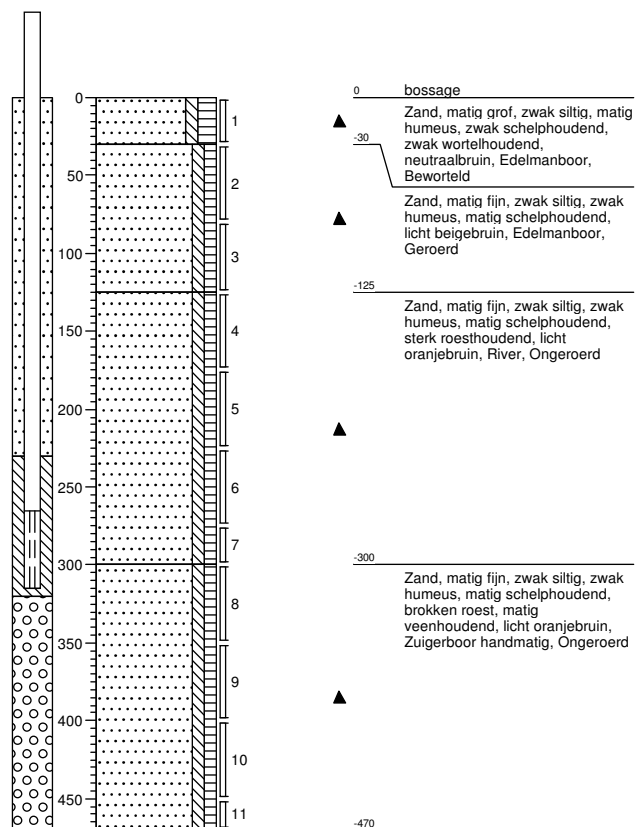 0
50
100
150
200
250
300
350
400
450
1
2
3
4
5
6
7
8
9
10
11
0 bossage
Zand, matig grof, zwak siltig, matig
humeus, zwak schelphoudend,
zwak wortelhoudend,
neutraalbruin, Edelmanboor,
Beworteld
-30
Zand, matig fijn, zwak siltig, zwak
humeus, matig schelphoudend,
licht beigebruin, Edelmanboor,
Geroerd
-125
Zand, matig fijn, zwak siltig, zwak
humeus, matig schelphoudend,
sterk roesthoudend, licht
oranjebruin, River, Ongeroerd
-300
Zand, matig fijn, zwak siltig, zwak
humeus, matig schelphoudend,
brokken roest, matig
veenhoudend, licht oranjebruin,
Zuigerboor handmatig, Ongeroerd
-470